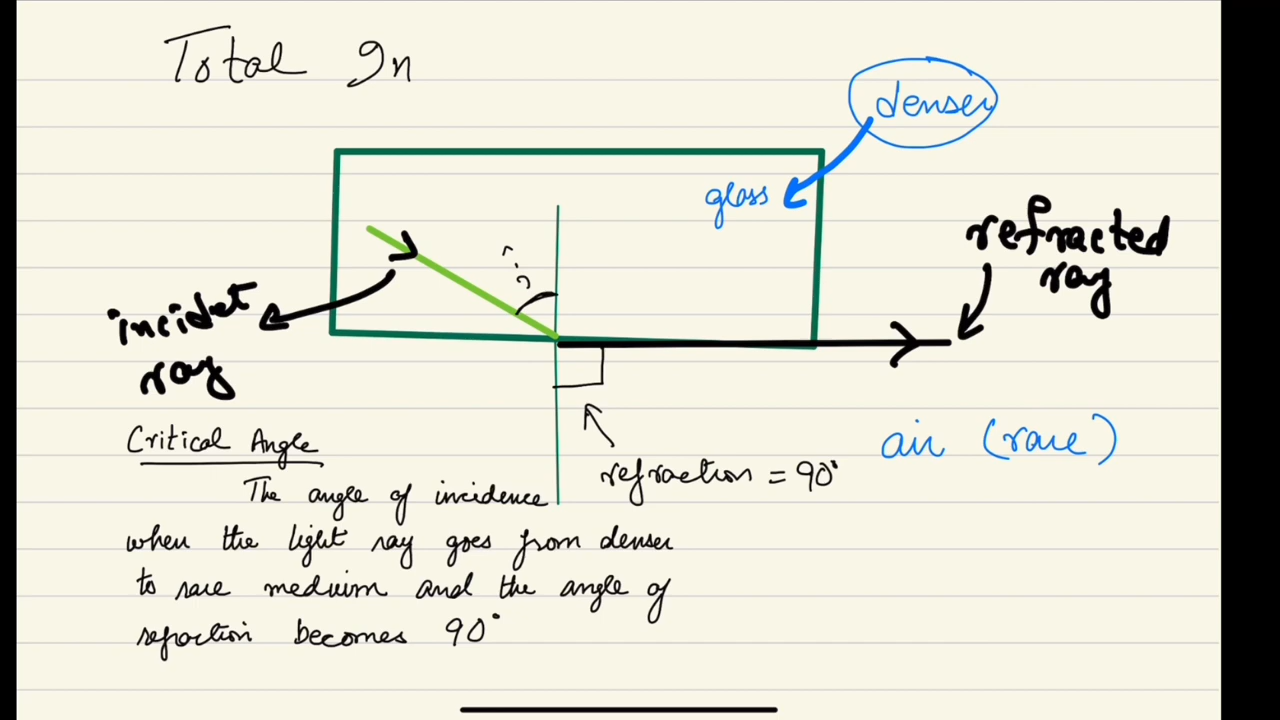 Total In
denser
glass
i
refracted
ray
incidet
ray
air (rare)
refraction = 90°
Critical Angle
The angle of incidence
when the light ray goes from denser
to rare medium and the angle of
refraction becomes 90°